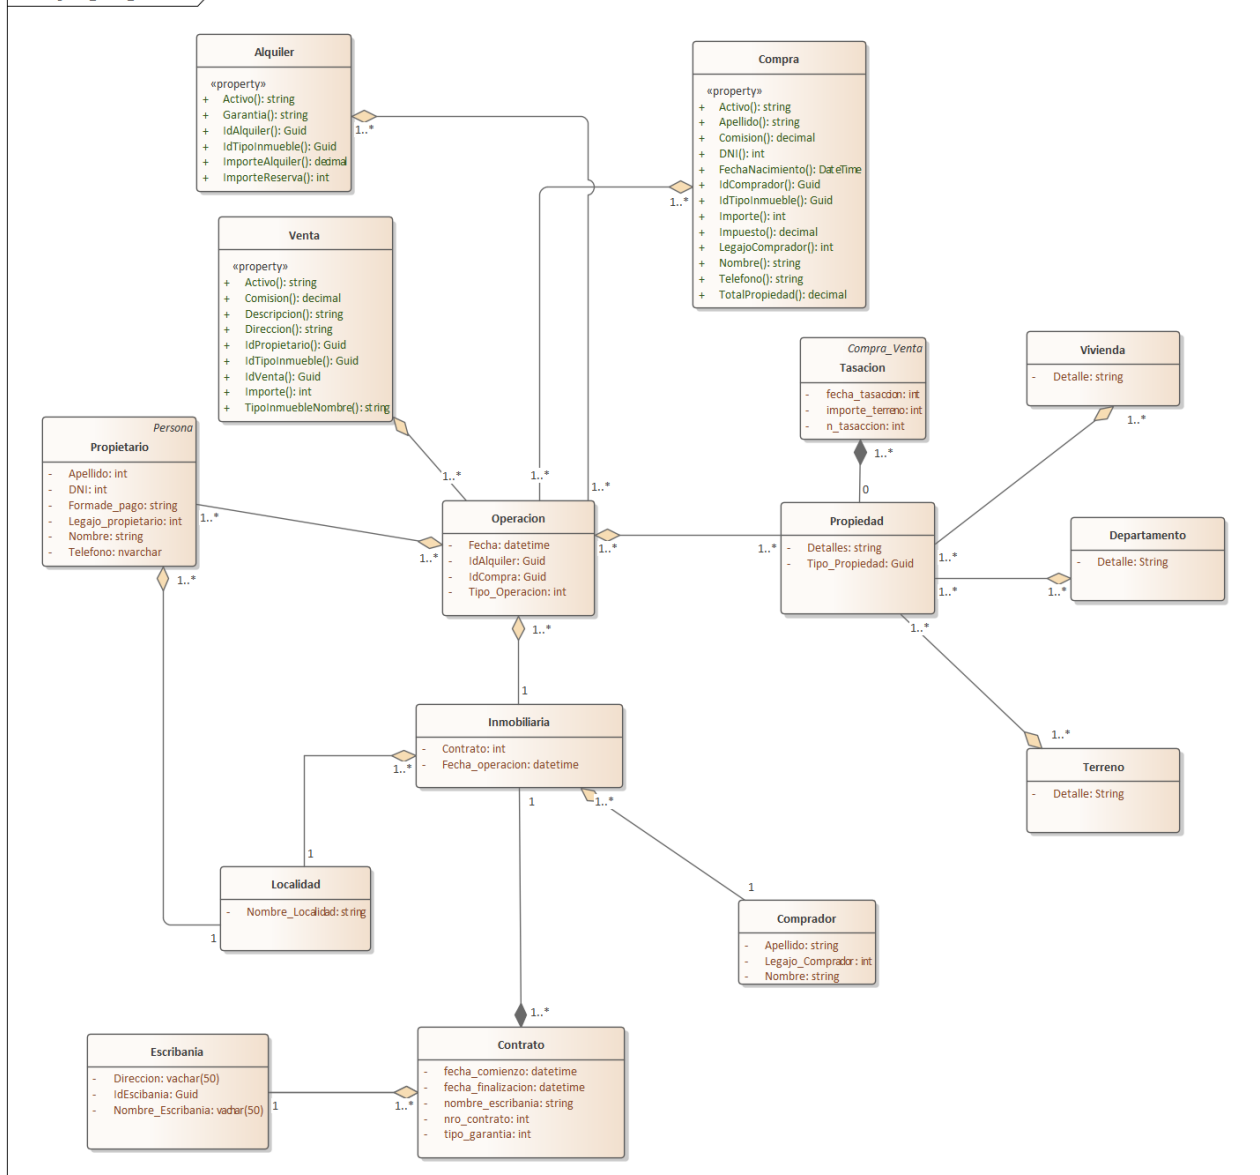 Alquiler
«property»
+ Activo(): string
+ Garantia(): string
+ IdAlquiler(): Guid
+ IdTipoInmueble(): Guid
+ ImporteAlquiler(): decimal
+ ImporteReserva(): int
1..*
Compra
«property»
+ Activo(): string
+ Apellido(): string
+ Comision(): decimal
+ DNI(): int
+ FechaNacimiento(): DateTime
+ IdComprador(): Guid
+ IdTipoInmueble(): Guid
+ Importe(): int
+ Impuesto(): decimal
+ LegajoComprador(): int
+ Nombre(): string
+ Telefono(): string
+ TotalPropiedad(): decimal
1..*
Venta
«property»
+ Activo(): string
+ Comision(): decimal
+ Descripcion(): string
+ Direccion(): string
+ IdPropietario(): Guid
+ IdTipoInmueble(): Guid
+ IdVenta(): Guid
+ Importe(): int
+ TipoInmuebleNombre(): string
Compra_Venta
Tasacion
- fecha_tasaccion: int
- importe_terreno: int
- n_tasaccion: int
1..*
0
Vivienda
- Detalle: string
1..*
Persona
Propietario
- Apellido: int
- DNI: int
- Formade_pago: string
- Legajo_propietario: int
- Nombre: string
- Telefono: nvarchar
1..*
1..*
1..*
1..*
1..*
Operacion
- Fecha: datetime
- IdAlquiler: Guid
- IdCompra: Guid
- Tipo_Operacion: int
1..*
1..*
1..*
1..*
Propiedad
- Detalles: string
- Tipo_Propiedad: Guid
1..*
1..*
1..*
Departamento
- Detalle: String
1..*
1..*
Terreno
- Detalle: String
1
Inmobiliaria
- Contrato: int
- Fecha_operacion: datetime
1..*
1
1..*
1
1
Localidad
- Nombre_Localidad: string
1
Comprador
- Apellido: string
- Legajo_Comprador: int
- Nombre: string
1..*
Escribania
- Direccion: vachar(50)
- IdEscibania: Guid
- Nombre_Escribania: vachar(50)
1
1..*
Contrato
- fecha_comienzo: datetime
- fecha_finalizacion: datetime
- nombre_escribania: string
- nro_contrato: int
- tipo_garantia: int